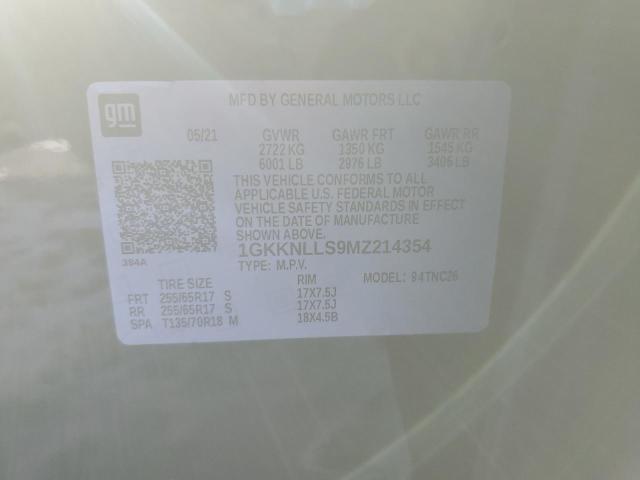 gm
MFD BY GENERAL MOTORS LLC
05/21 GVWR GAWR FRT GAWR RR
2722 KG 1350 KG 1545 KG
6001 LB 2976 LB 3406 LB
THIS VEHICLE CONFORMS TO ALL
APPLICABLE U.S. FEDERAL MOTOR
VEHICLE SAFETY STANDARDS IN EFFECT
ON THE DATE OF MANUFACTURE
SHOWN ABOVE.
384A
1GKKNLLS9MZ214354
TYPE: M.P.V. MODEL: 94TNC26
TIRE SIZE RIM
FRT 255/65R17 S 17X7.5J
RR 255/65R17 S 17X7.5J
SPA T135/70R18 M 18X4.5B